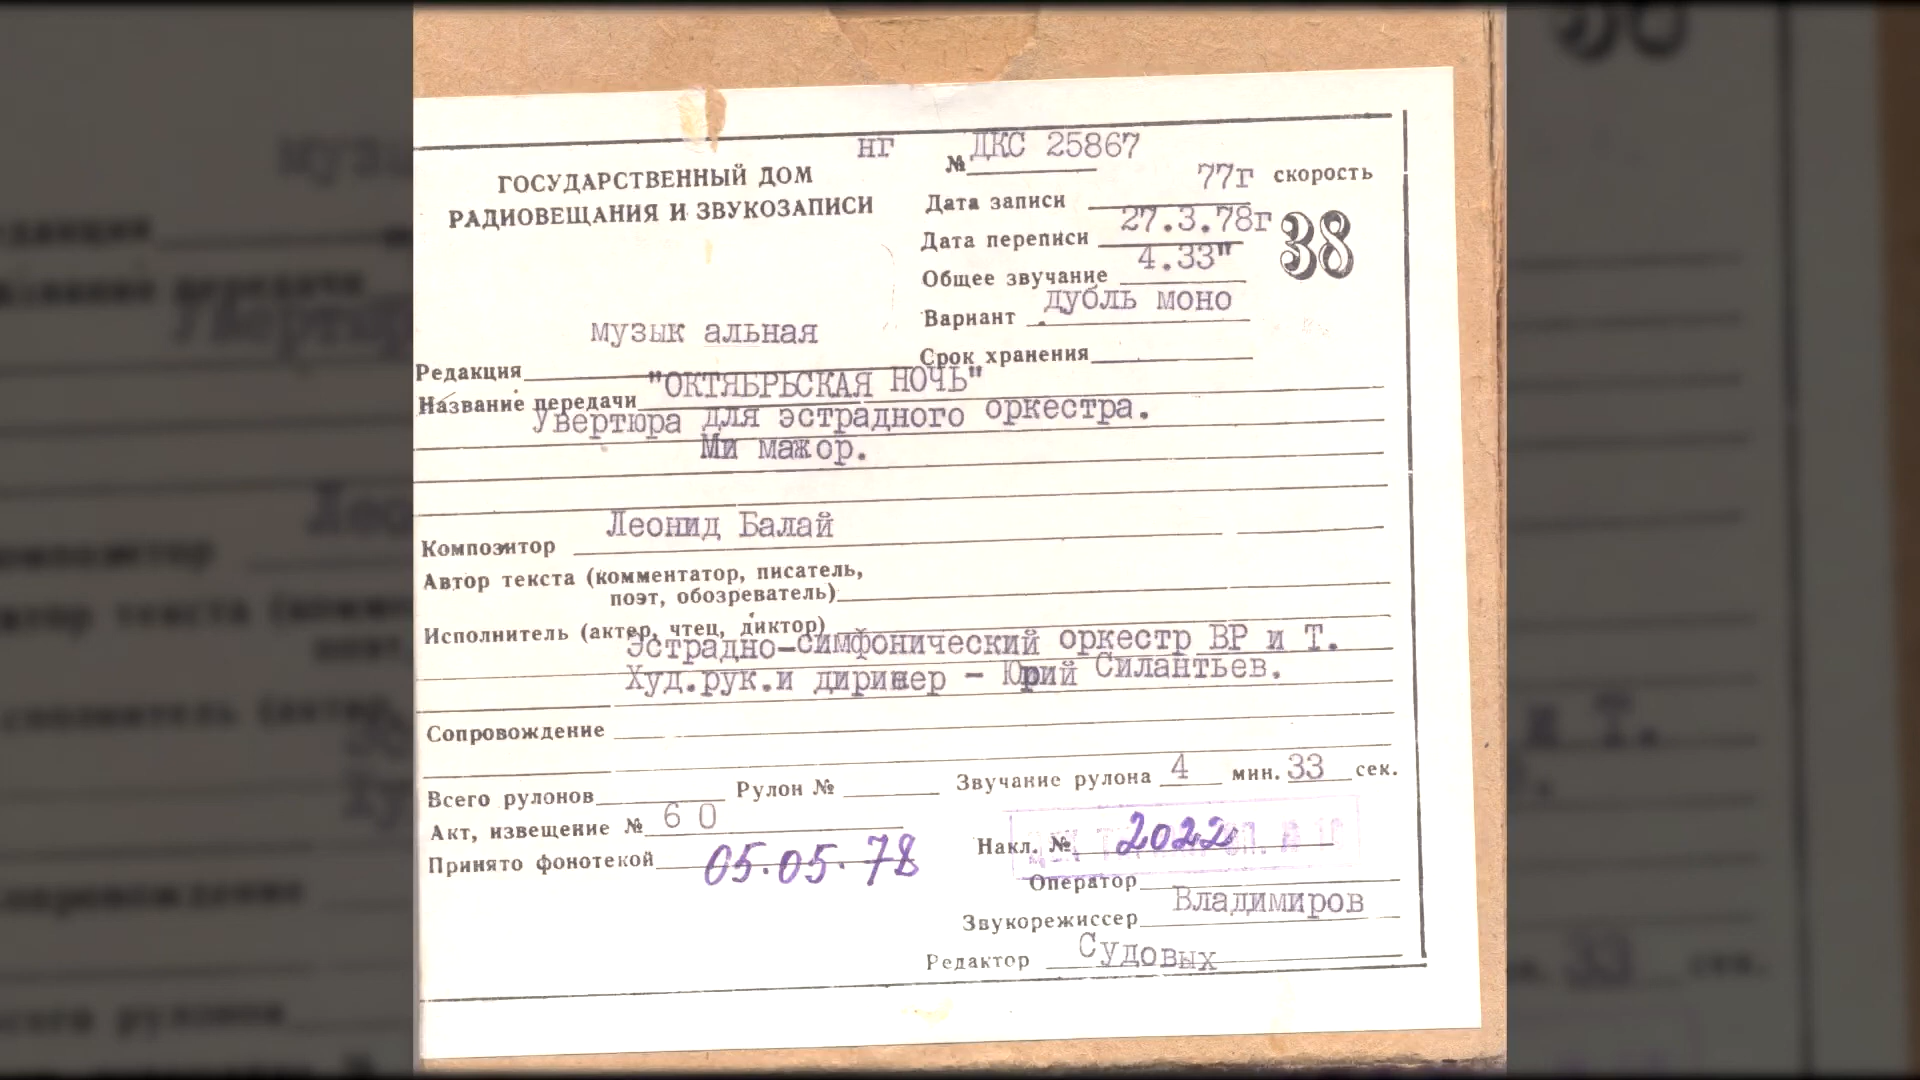 нг № ДКС 25867
ГОСУДАРСТВЕННЫЙ ДОМ
РАДИОВЕЩАНИЯ И ЗВУКОЗАПИСИ
77г скорость
Дата записи
27.3.78г 38
Дата переписи
4.33"
Общее звучание
дубль моно
Вариант
Срок хранения
музык альная
Редакция
"ОКТЯБРЬСКАЯ НОЧЬ"
Название передачи
Увертюра для эстрадного оркестра.
Ми мажор.
Леонид Балай
Композитор
Автор текста (комментатор, писатель,
поэт, обозреватель)
Исполнитель (актер, чтец, диктор)
Эстрадно-симфонический оркестр ВР и Т.
Худ.рук.и дирижер - Юрий Силантьев.
Сопровождение
Всего рулонов Рулон № Звучание рулона 4 мин. 33 сек.
Акт, извещение № 6 0
Принято фонотекой 05.05.78
Накл. № 2022
Оператор
Звукорежиссер Владимиров
Редактор Судовых